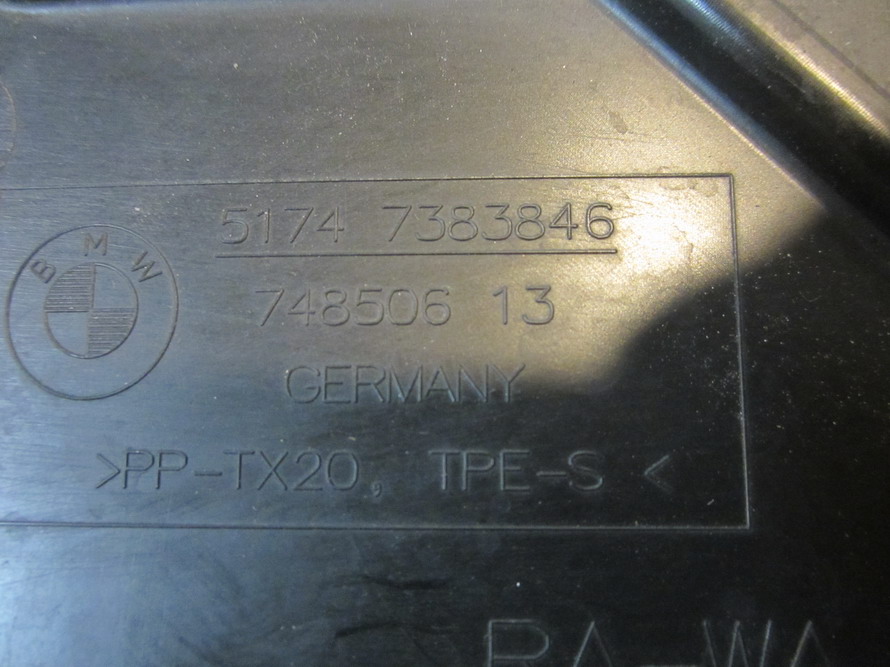 BMW
5174 7383846
748506 13
GERMANY
>PP-TX20, TPE-S <